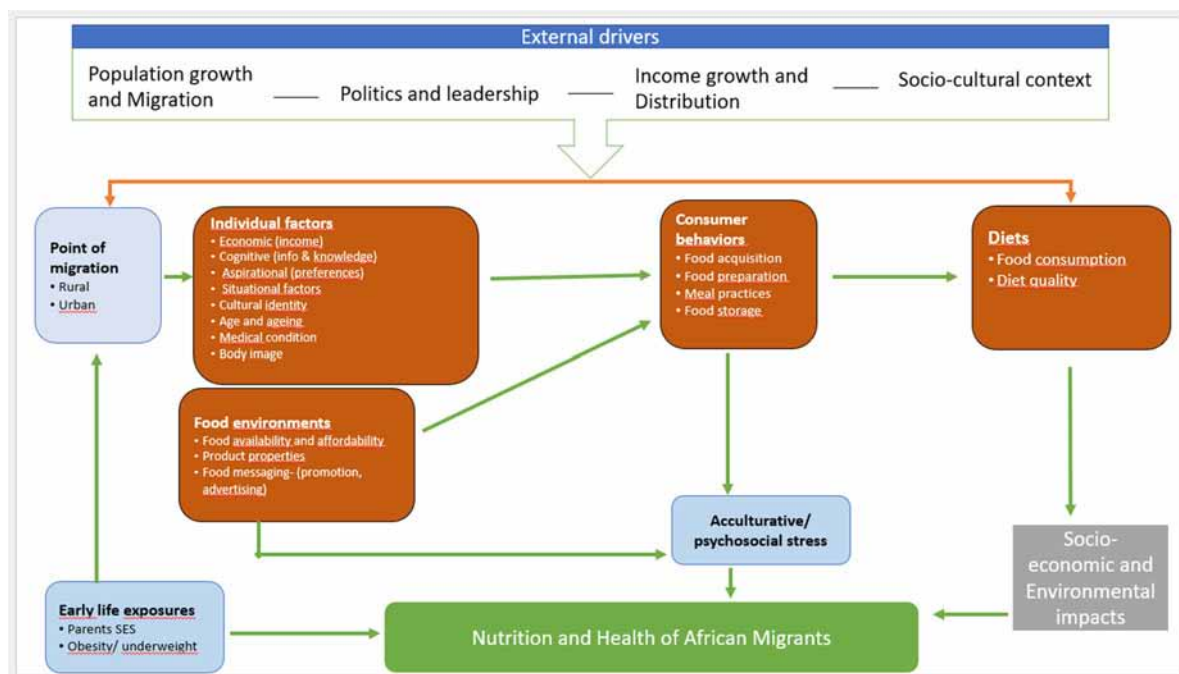 External drivers
Population growth
and Migration
Politics and leadership
Income growth and
Distribution
Socio-cultural context
Point of
migration
• Rural
• Urban
Individual factors
• Economic (income)
• Cognitive (info & knowledge)
• Aspirational (preferences)
• Situational factors
• Cultural identity
• Age and ageing
• Medical condition
• Body image
Consumer
behaviors
• Food acquisition
• Food preparation
• Meal practices
• Food storage
Diets
• Food consumption
• Diet quality
Food environments
• Food availability and affordability
• Product properties
• Food messaging- (promotion,
advertising)
Acculturative/
psychosocial stress
Socio-
economic and
Environmental
impacts
Early life exposures
• Parents SES
• Obesity/ underweight
Nutrition and Health of African Migrants